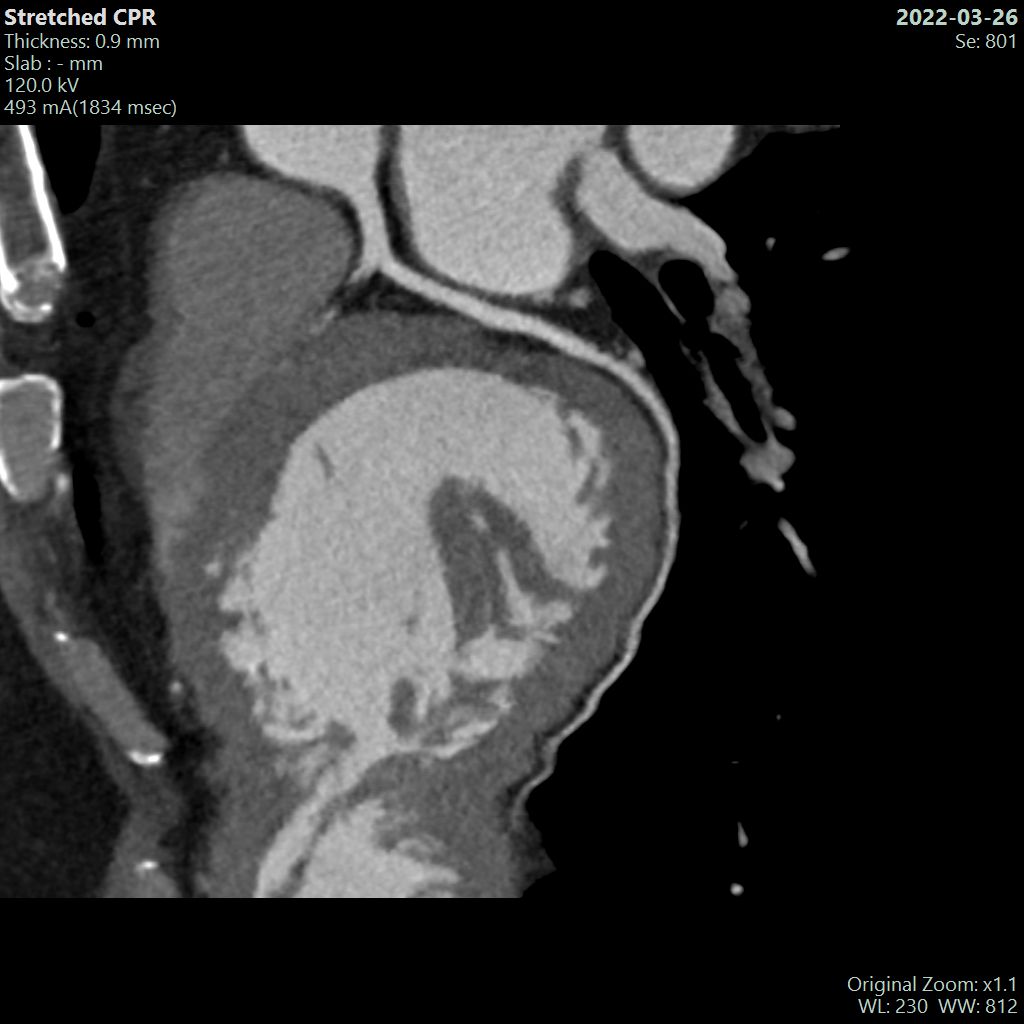 Stretched CPR
Thickness: 0.9 mm
Slab : - mm
120.0 kV
493 mA(1834 msec)
2022-03-26
Se: 801
Original Zoom: x1.1
WL: 230 WW: 812